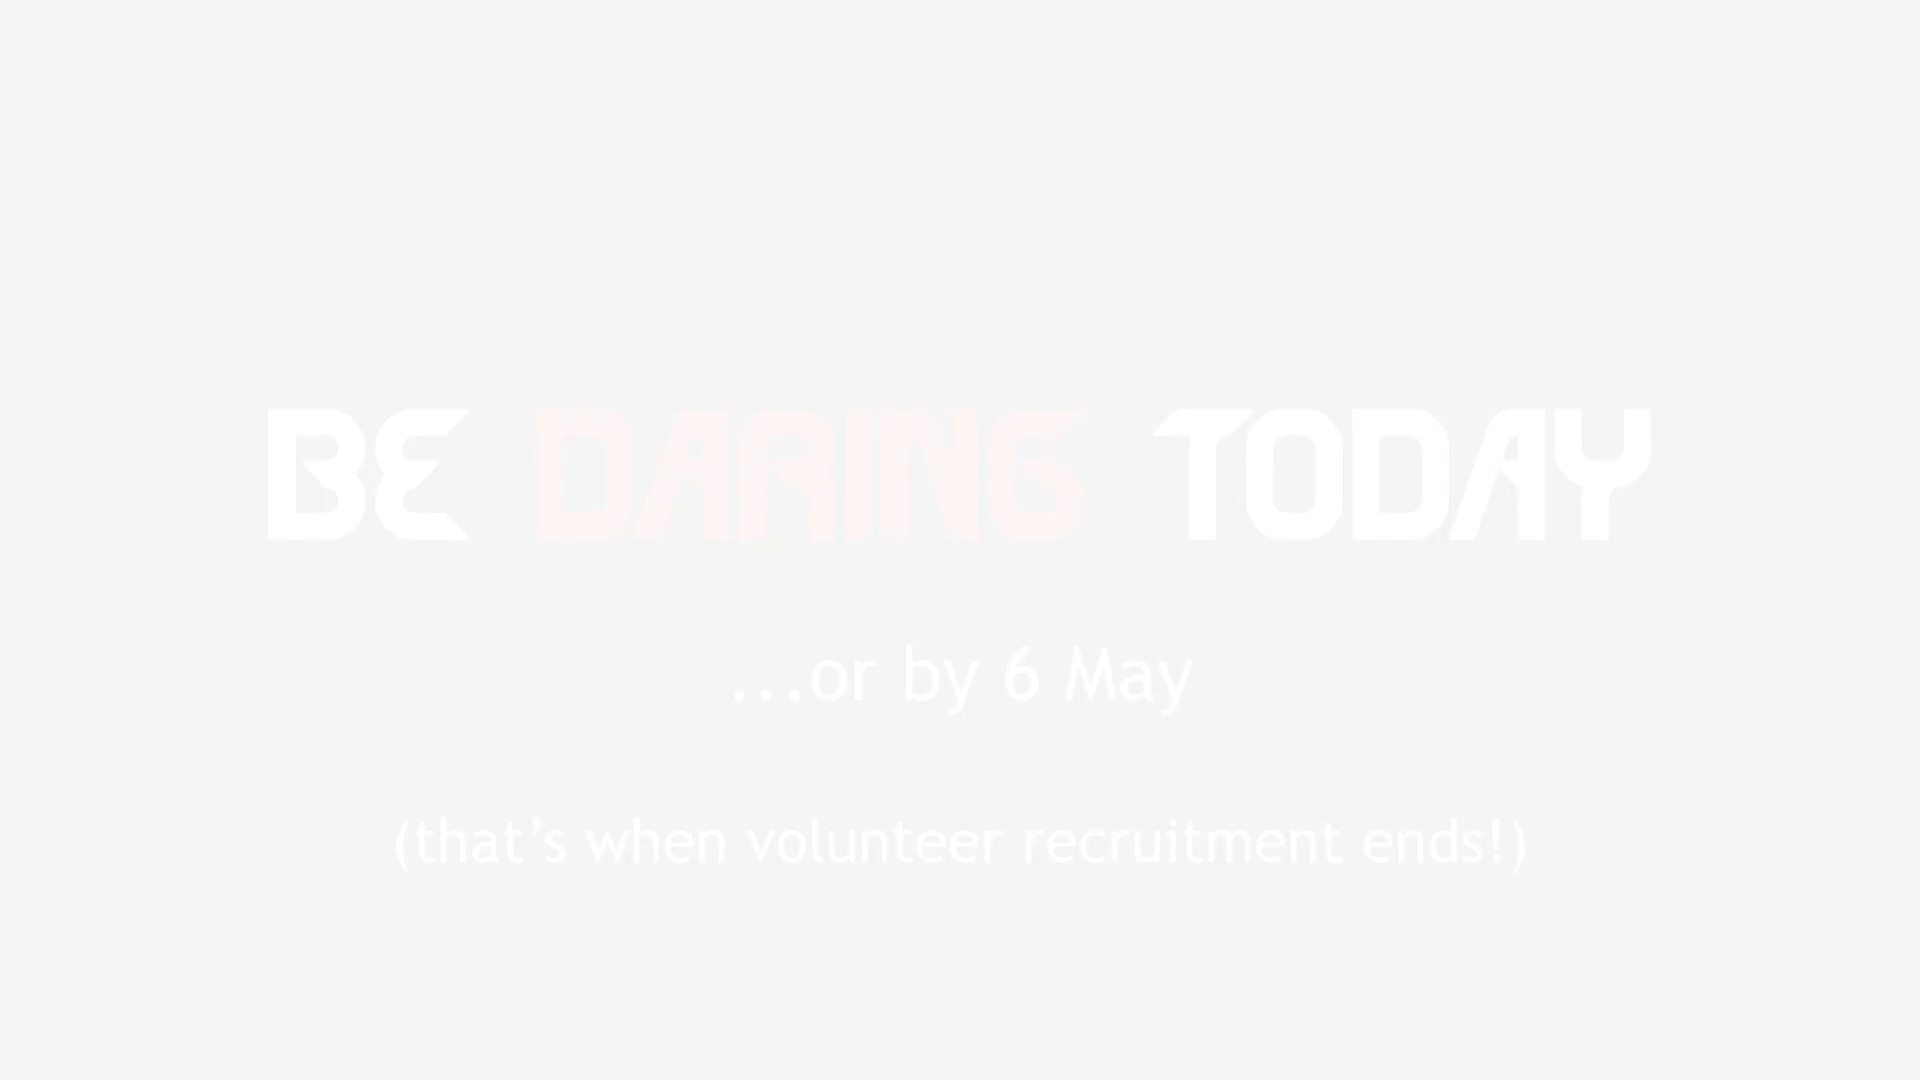 BE DARING TODAY
...or by 6 May
(that's when volunteer recruitment ends!)